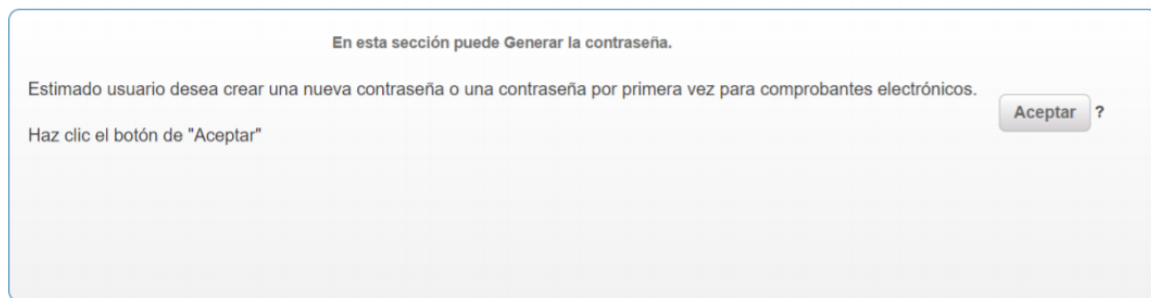 En esta sección puede Generar la contraseña.
Estimado usuario desea crear una nueva contraseña o una contraseña por primera vez para comprobantes electrónicos.
Aceptar ?
Haz clic el botón de "Aceptar"